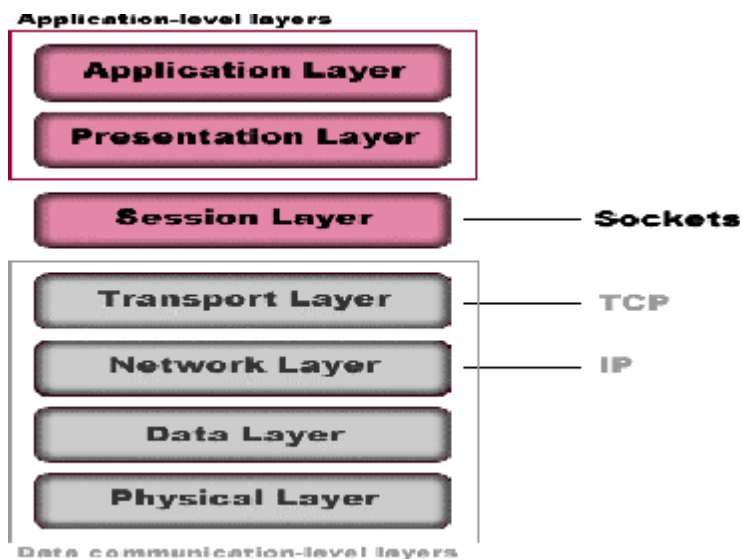 Application-level layers
Application Layer
Presentation Layer
Session Layer
Sockets
Transport Layer
TCP
Network Layer
IP
Data Layer
Physical Layer
Data communication-level layers